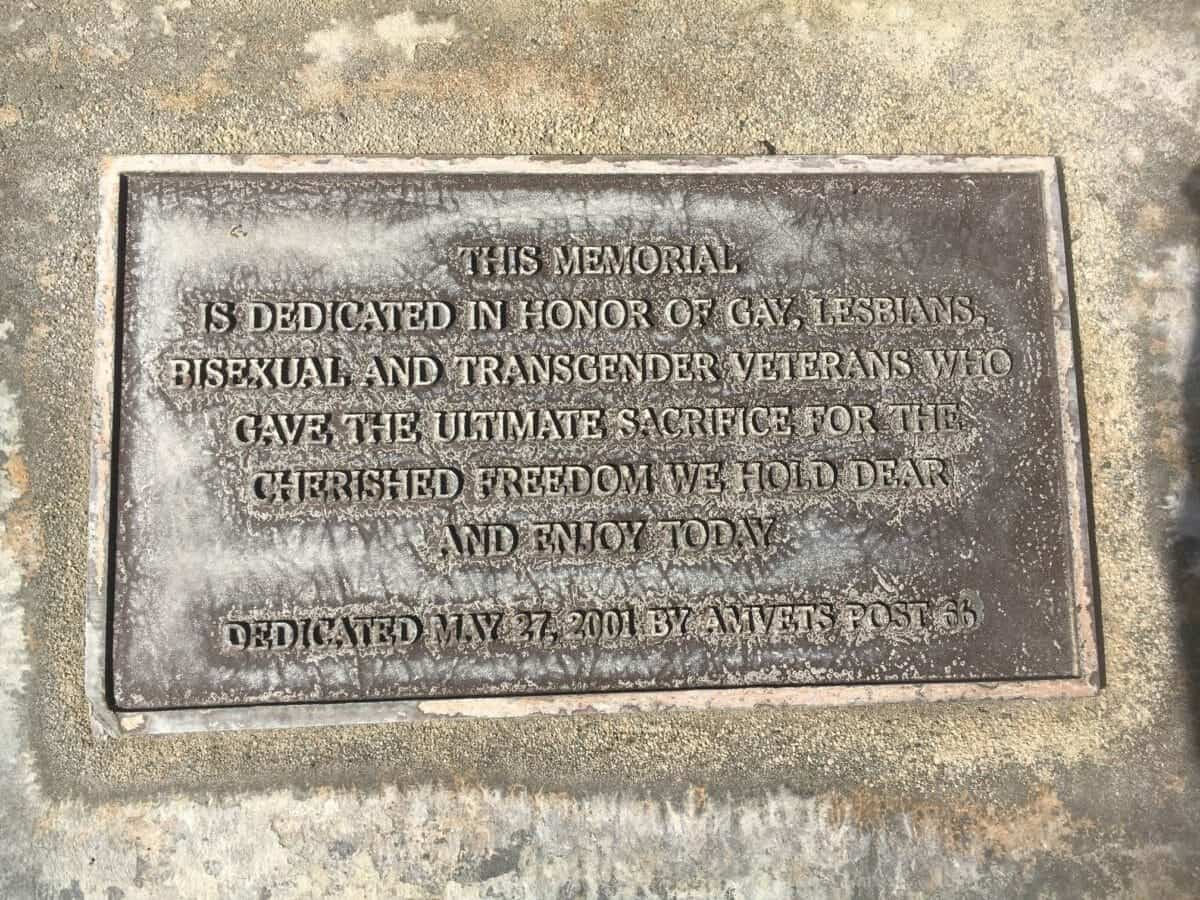 THIS MEMORIAL
IS DEDICATED IN HONOR OF GAY, LESBIANS,
BISEXUAL AND TRANSGENDER VETERANS WHO
GAVE THE ULTIMATE SACRIFICE FOR THE
CHERISHED FREEDOM WE HOLD DEAR
AND ENJOY TODAY
DEDICATED MAY 27, 2001 BY AMVETS POST 66